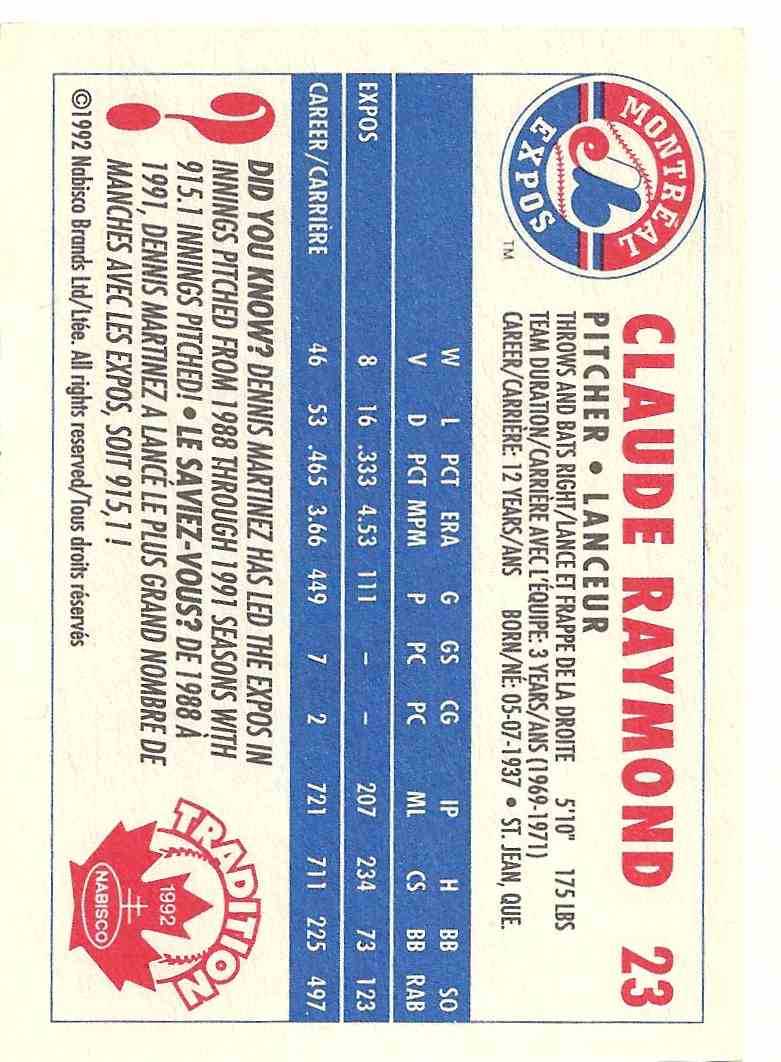 MONTRÉAL
EXPOS
TM
CLAUDE RAYMOND 23
PITCHER • LANCEUR
THROWS AND BATS RIGHT/LANCE ET FRAPPE DE LA DROITE 5'10" 175 LBS
TEAM DURATION/CARRIÈRE AVEC L'ÉQUIPE: 3 YEARS/ANS (1969-1971)
CAREER/CARRIÈRE: 12 YEARS/ANS BORN/NÉ: 05-07-1937 • ST. JEAN, QUE.
W L PCT ERA G GS CG IP H BB SO
V D PCT MPM P PC PC ML CS BB RAB
EXPOS 8 16 .333 4.53 111 – – 207 234 73 123
CAREER/CARRIÈRE 46 53 .465 3.66 449 7 2 721 711 225 497
DID YOU KNOW? DENNIS MARTINEZ HAS LED THE EXPOS IN
INNINGS PITCHED FROM 1988 THROUGH 1991 SEASONS WITH
915.1 INNINGS PITCHED! • LE SAVIEZ-VOUS? DE 1988 À
1991, DENNIS MARTINEZ A LANCÉ LE PLUS GRAND NOMBRE DE
MANCHES AVEC LES EXPOS, SOIT 915,1 !
©1992 Nabisco Brands Ltd/Ltée. All rights reserved/Tous droits réservés
TRADITION
1992
NABISCO